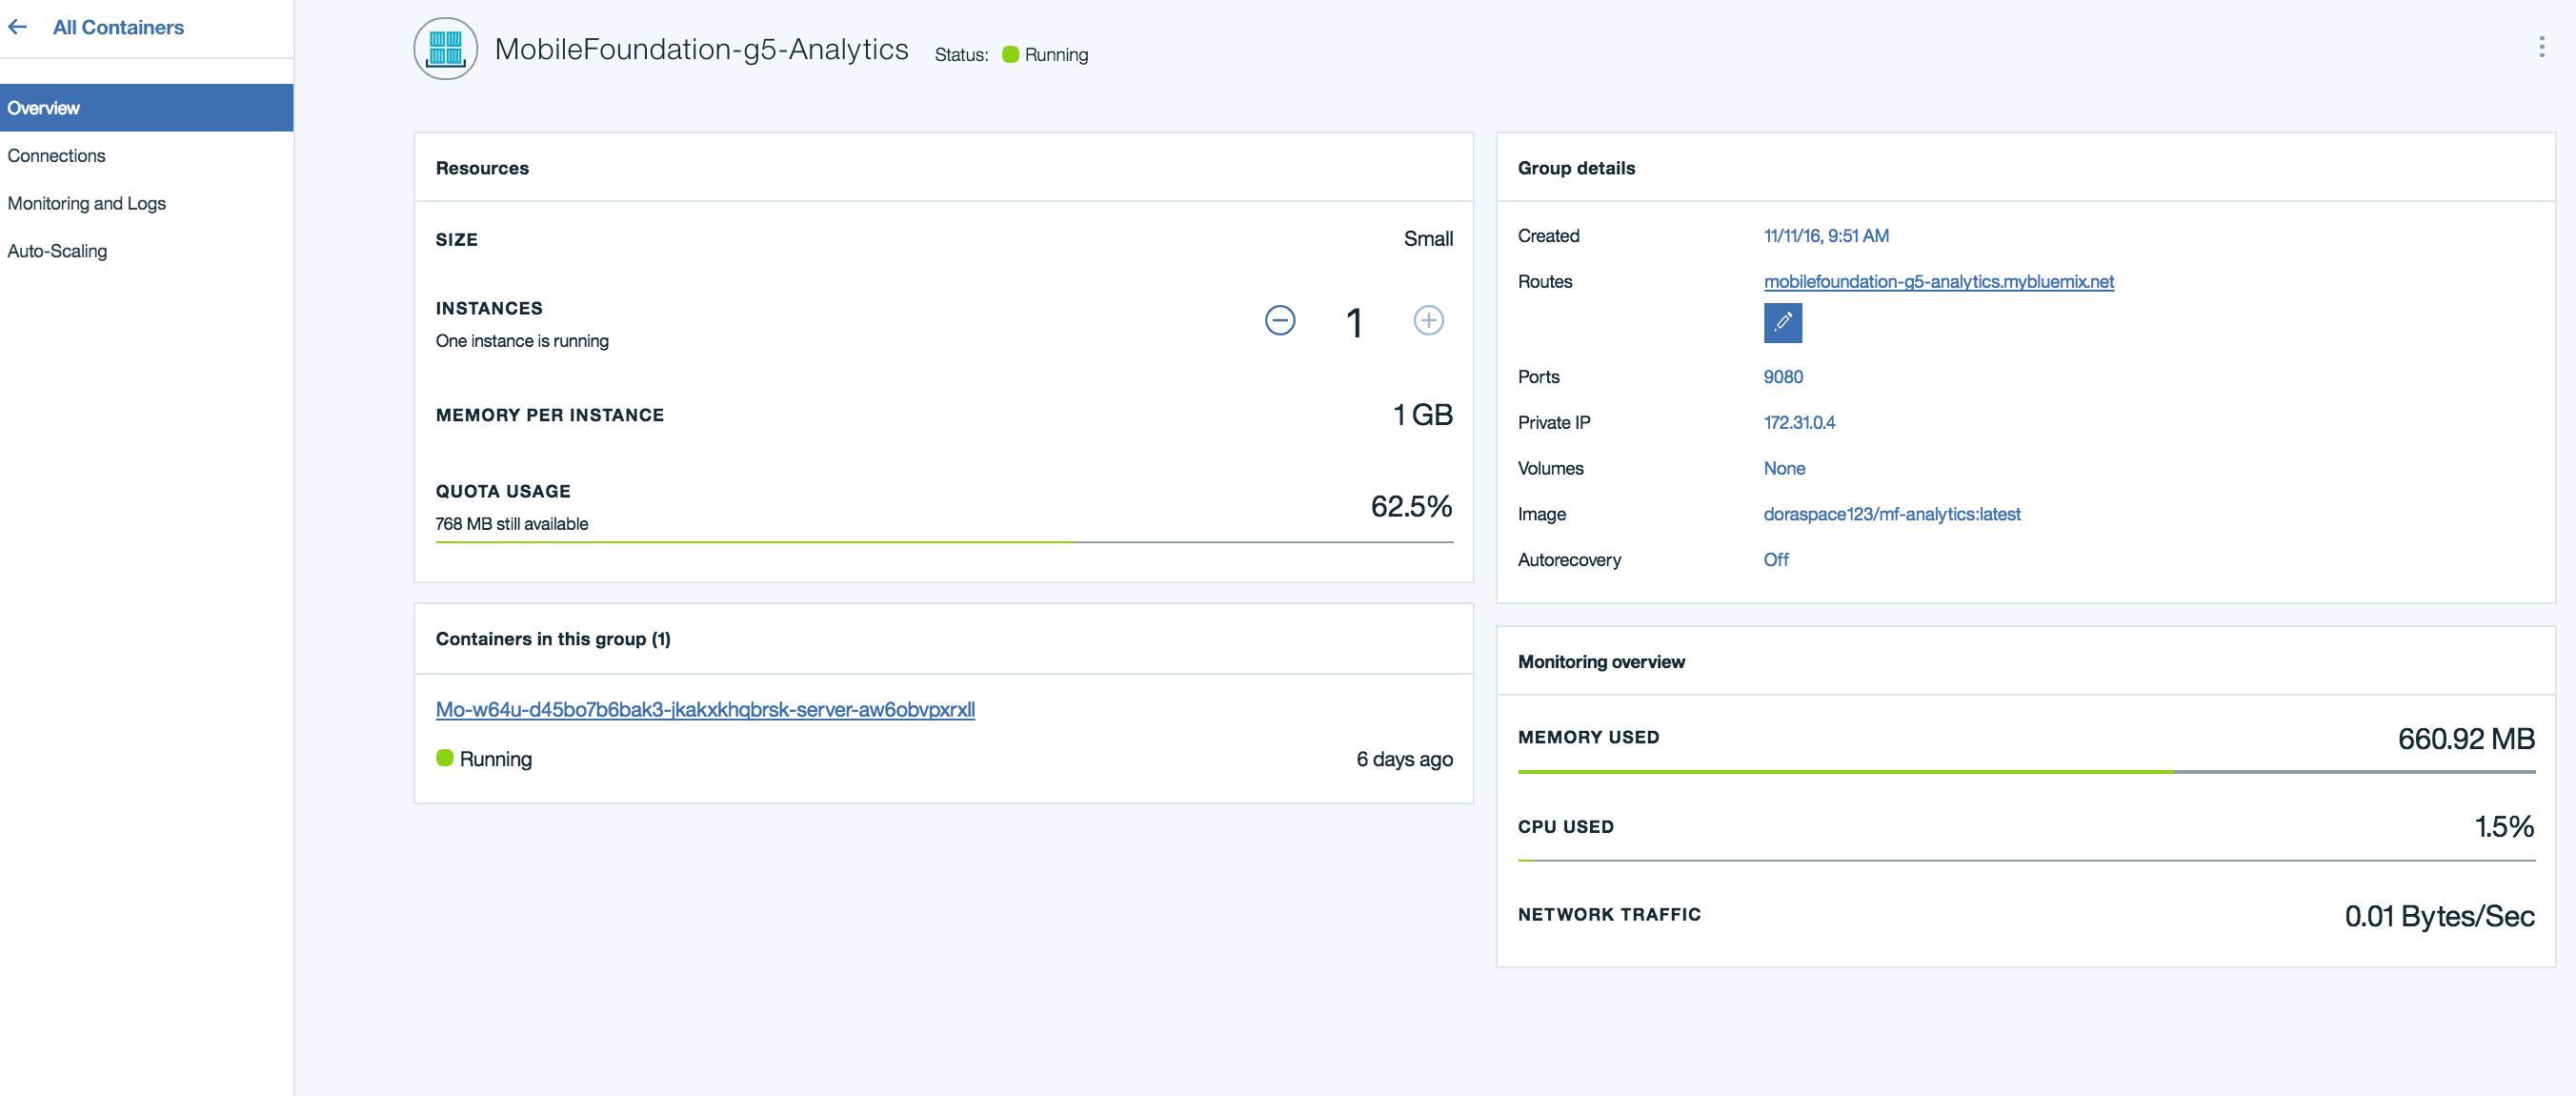 All Containers
Overview
Connections
Monitoring and Logs
Auto-Scaling
MobileFoundation-g5-Analytics Status: Running
Resources
SIZE Small
INSTANCES
One instance is running
1
MEMORY PER INSTANCE 1 GB
QUOTA USAGE
768 MB still available
62.5%
Containers in this group (1)
Mo-w64u-d45bo7b6bak3-jkakxkhqbrsk-server-aw6obvpxrxll
Running 6 days ago
Group details
Created 11/11/16, 9:51 AM
Routes mobilefoundation-g5-analytics.mybluemix.net
Ports 9080
Private IP 172.31.0.4
Volumes None
Image doraspace123/mf-analytics:latest
Autorecovery Off
Monitoring overview
MEMORY USED 660.92 MB
CPU USED 1.5%
NETWORK TRAFFIC 0.01 Bytes/Sec